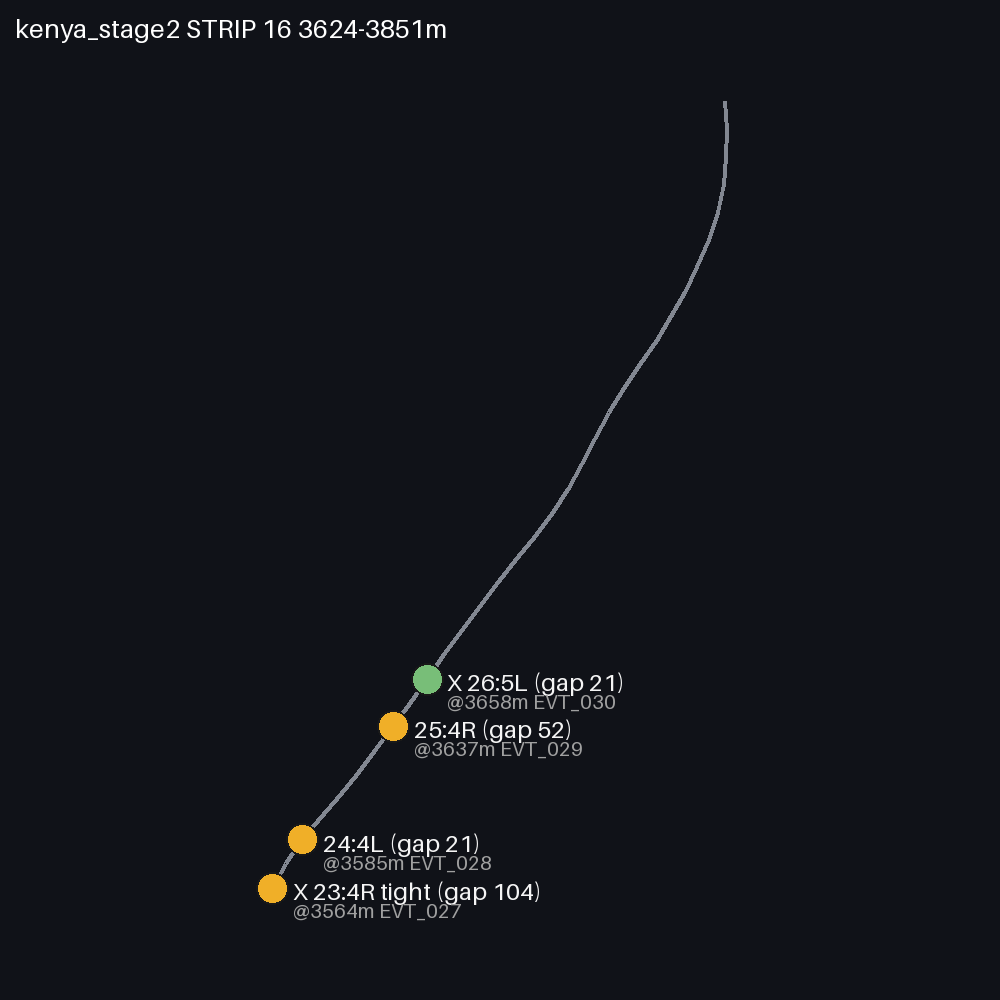 kenya_stage2 STRIP 16 3624-3851m
X 26:5L (gap 21)
@3658m EVT_030
25:4R (gap 52)
@3637m EVT_029
24:4L (gap 21)
@3585m EVT_028
X 23:4R tight (gap 104)
@3564m EVT_027